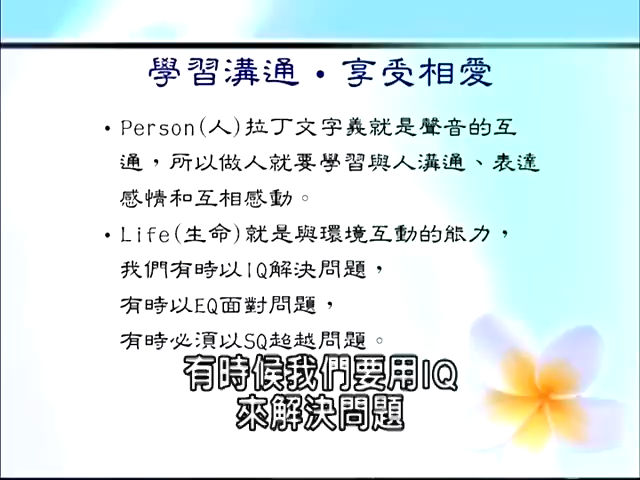 學習溝通・享受相愛
・Person(人)拉丁文字義就是聲音的互
通，所以做人就要學習與人溝通、表達
感情和互相感動。
・Life(生命)就是與環境互動的能力，
我們有時以IQ解決問題，
有時以EQ面對問題，
有時必須以SQ超越問題。
有時候我們要用IQ
來解決問題